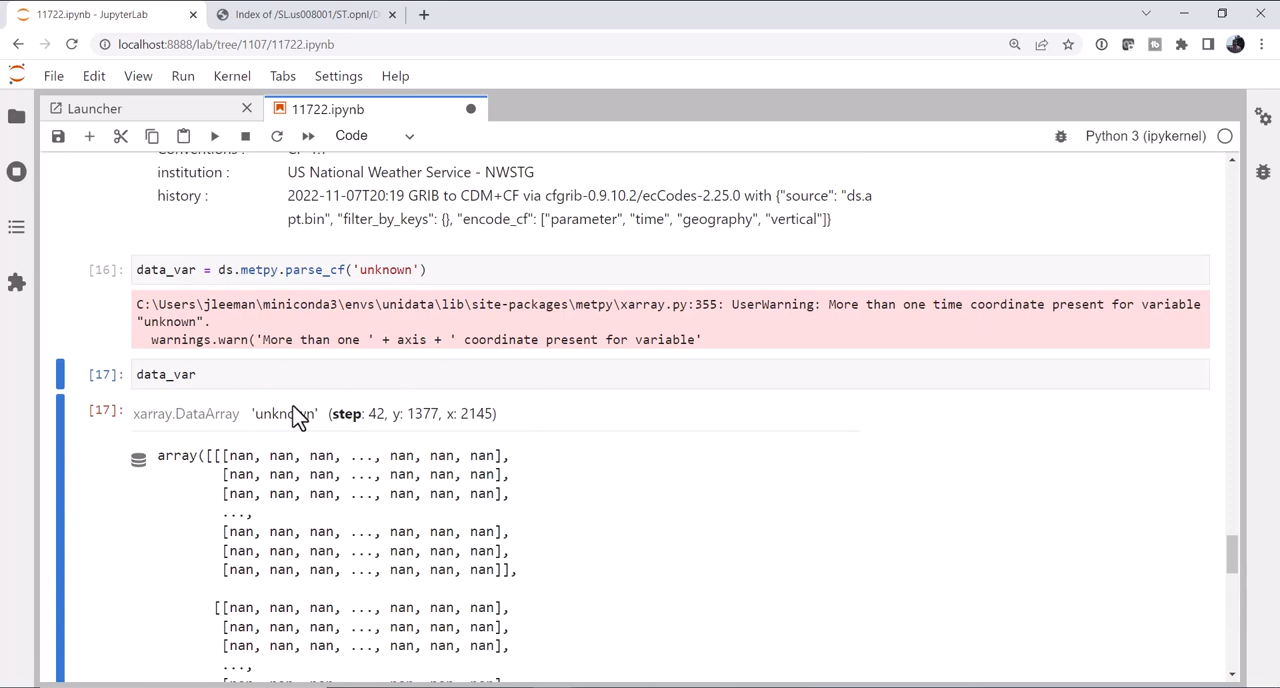 11722.ipynb - JupyterLab
Index of /SL.us008001/ST.opnl/D
localhost:8888/lab/tree/1107/11722.ipynb
File Edit View Run Kernel Tabs Settings Help
Launcher
11722.ipynb
Code
Python 3 (ipykernel)
institution : US National Weather Service - NWSTG
history : 2022-11-07T20:19 GRIB to CDM+CF via cfgrib-0.9.10.2/ecCodes-2.25.0 with {"source": "ds.a
pt.bin", "filter_by_keys": {}, "encode_cf": ["parameter", "time", "geography", "vertical"]}
[16]: data_var = ds.metpy.parse_cf('unknown')
C:\Users\jleeman\miniconda3\envs\unidata\lib\site-packages\metpy\xarray.py:355: UserWarning: More than one time coordinate present for variable
"unknown".
warnings.warn('More than one ' + axis + ' coordinate present for variable'
[17]: data_var
[17]: xarray.DataArray 'unknown' (step: 42, y: 1377, x: 2145)
array([[[nan, nan, nan, ..., nan, nan, nan],
[nan, nan, nan, ..., nan, nan, nan],
[nan, nan, nan, ..., nan, nan, nan],
...,
[nan, nan, nan, ..., nan, nan, nan],
[nan, nan, nan, ..., nan, nan, nan],
[nan, nan, nan, ..., nan, nan, nan]],
[[nan, nan, nan, ..., nan, nan, nan],
[nan, nan, nan, ..., nan, nan, nan],
[nan, nan, nan, ..., nan, nan, nan],
...,